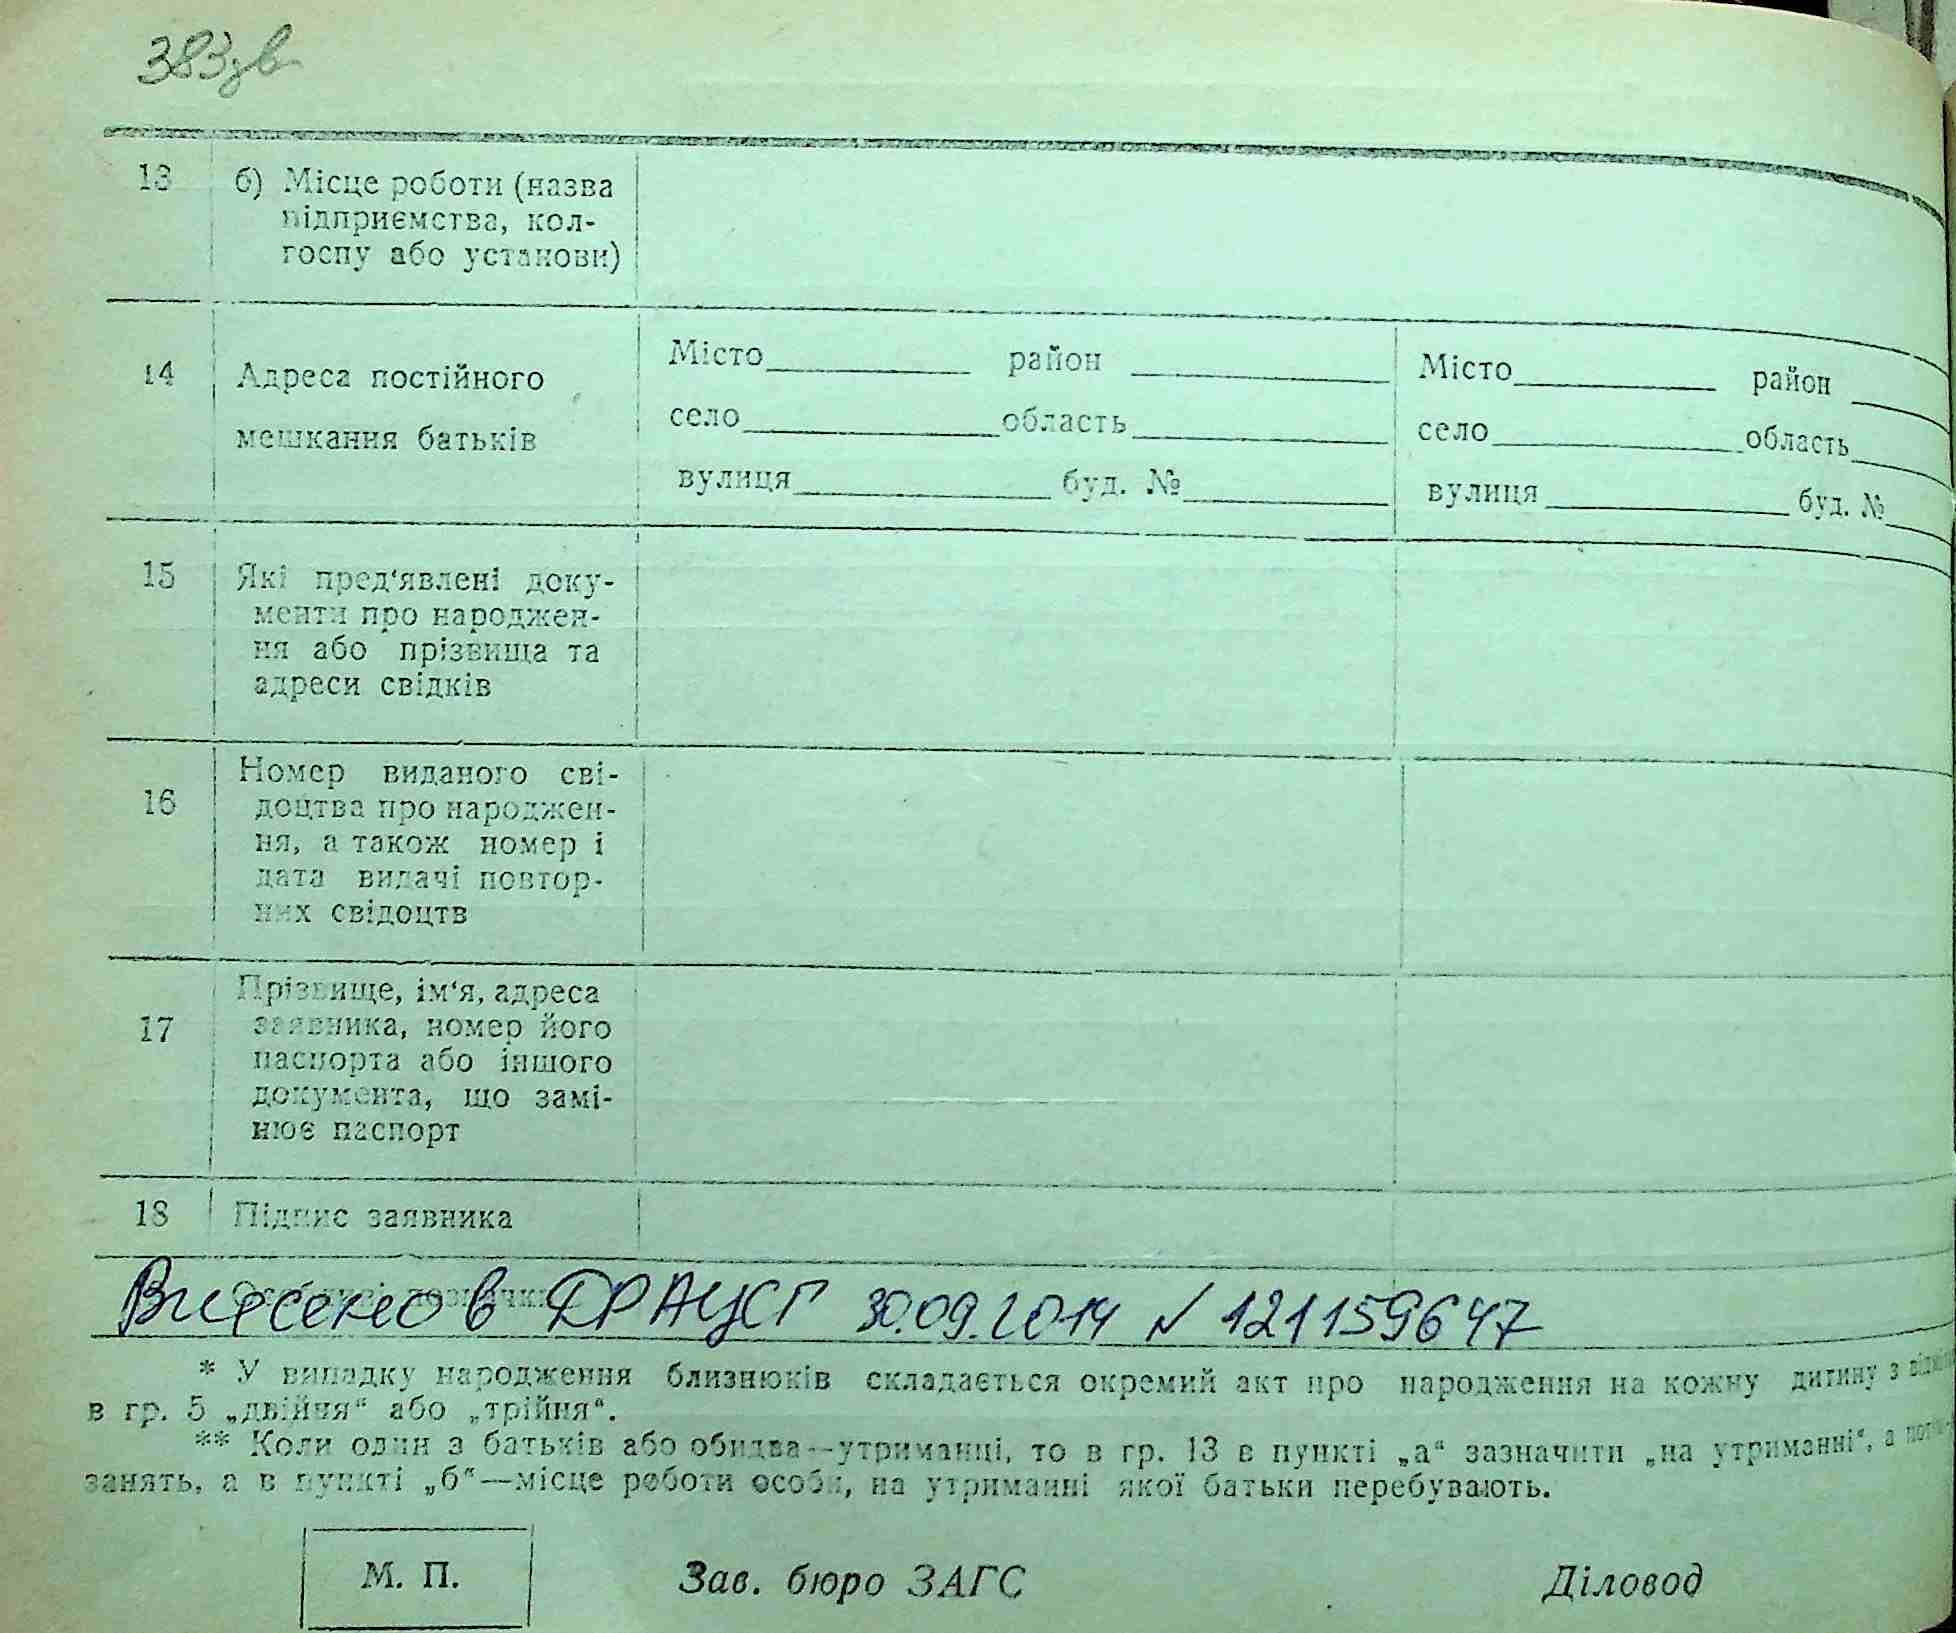 383зв
13 б) Місце роботи (назва
підприємства, кол-
госпу або установи)
14 Адреса постійного
мешкання батьків
Місто район
село область
вулиця буд. №
Місто район
село область
вулиця буд. №
15 Які пред‘явлені доку-
менти про народжен-
ня або прізвища та
адреси свідків
16 Номер виданого сві-
доцтва про народжен-
ня, а також номер і
дата видачі повтор-
них свідоцтв
17 Прізвище, ім‘я, адреса
заявника, номер його
паспорта або іншого
документа, що замі-
нює паспорт
18 Підпис заявника
Внесено в ДРАЦСГ 30.09.2014 № 1211159647
* У випадку народження близнюків складається окремий акт про народження на кожну дитину з
в гр. 5 „двійня“ або „трійня“.
** Коли один з батьків або обидва—утриманці, то в гр. 13 в пункті „а“ зазначити „на утриманні“, а
занять, а в пункті „б“—місце роботи особи, на утриманні якої батьки перебувають.
М. П. Зав. бюро ЗАГС Діловод